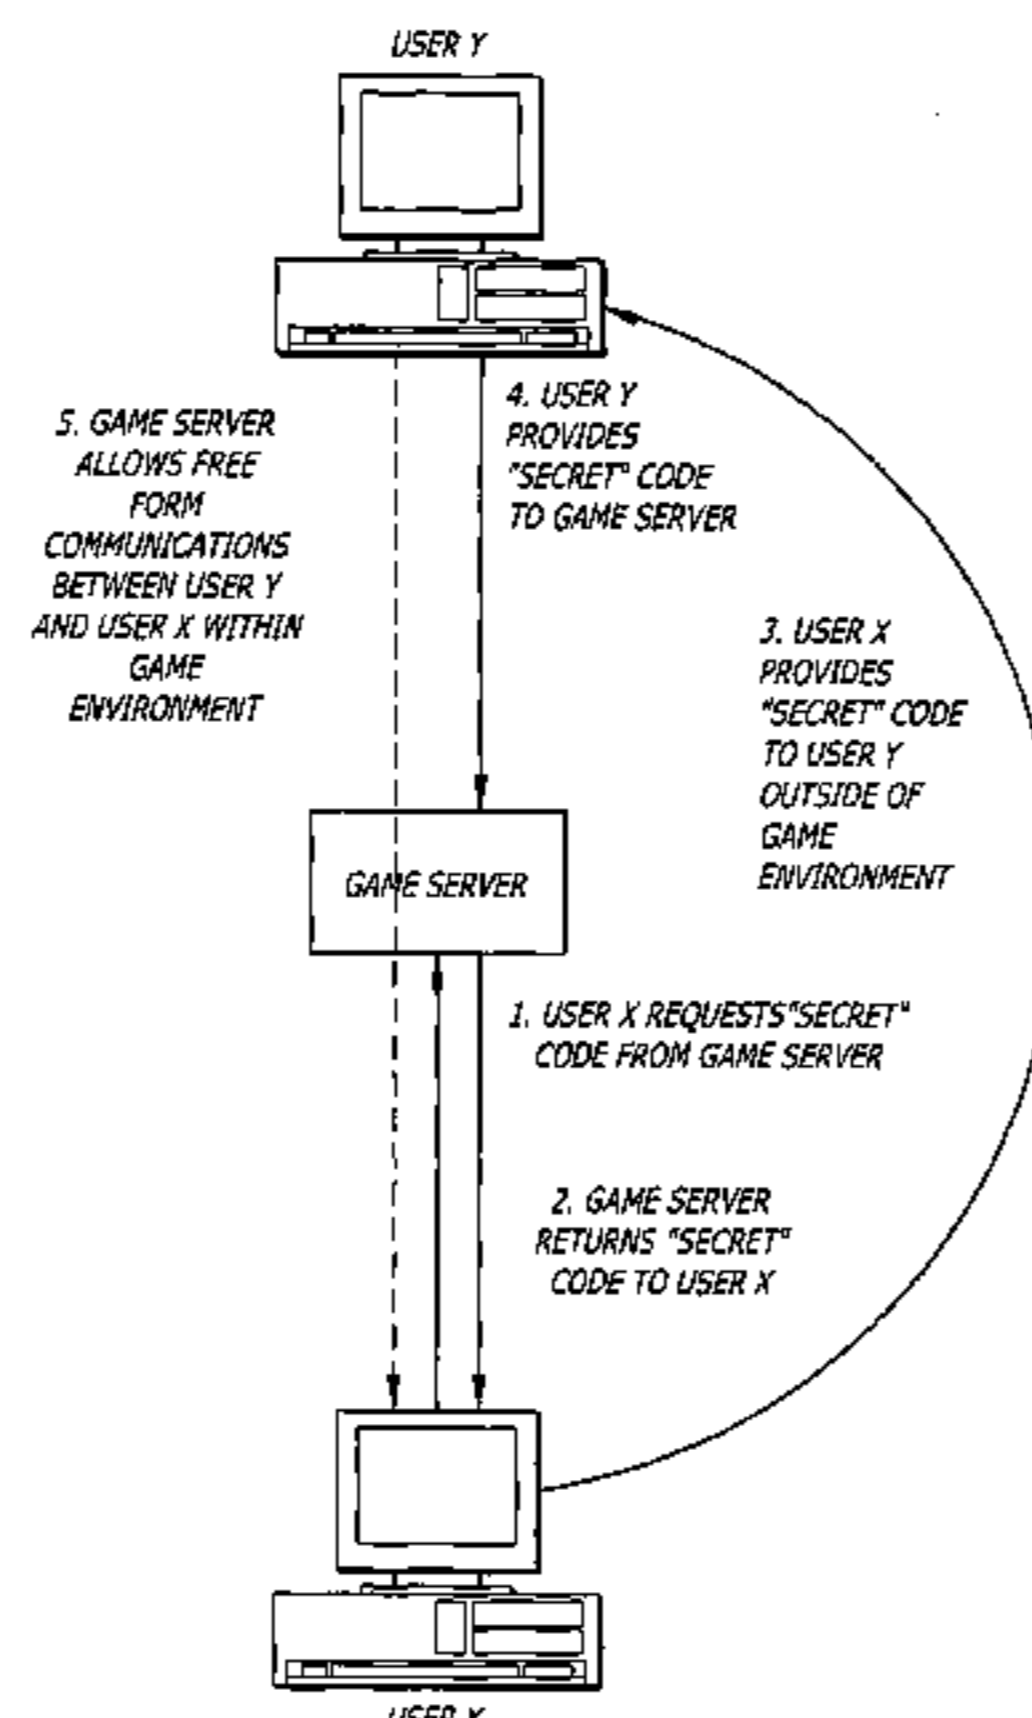 USER Y
4. USER Y
PROVIDES
"SECRET" CODE
TO GAME SERVER
5. GAME SERVER
ALLOWS FREE
FORM
COMMUNICATIONS
BETWEEN USER Y
AND USER X WITHIN
GAME
ENVIRONMENT
3. USER X
PROVIDES
"SECRET" CODE
TO USER Y
OUTSIDE OF
GAME
ENVIRONMENT
GAME SERVER
1. USER X REQUESTS"SECRET"
CODE FROM GAME SERVER
2. GAME SERVER
RETURNS "SECRET"
CODE TO USER X
USER X